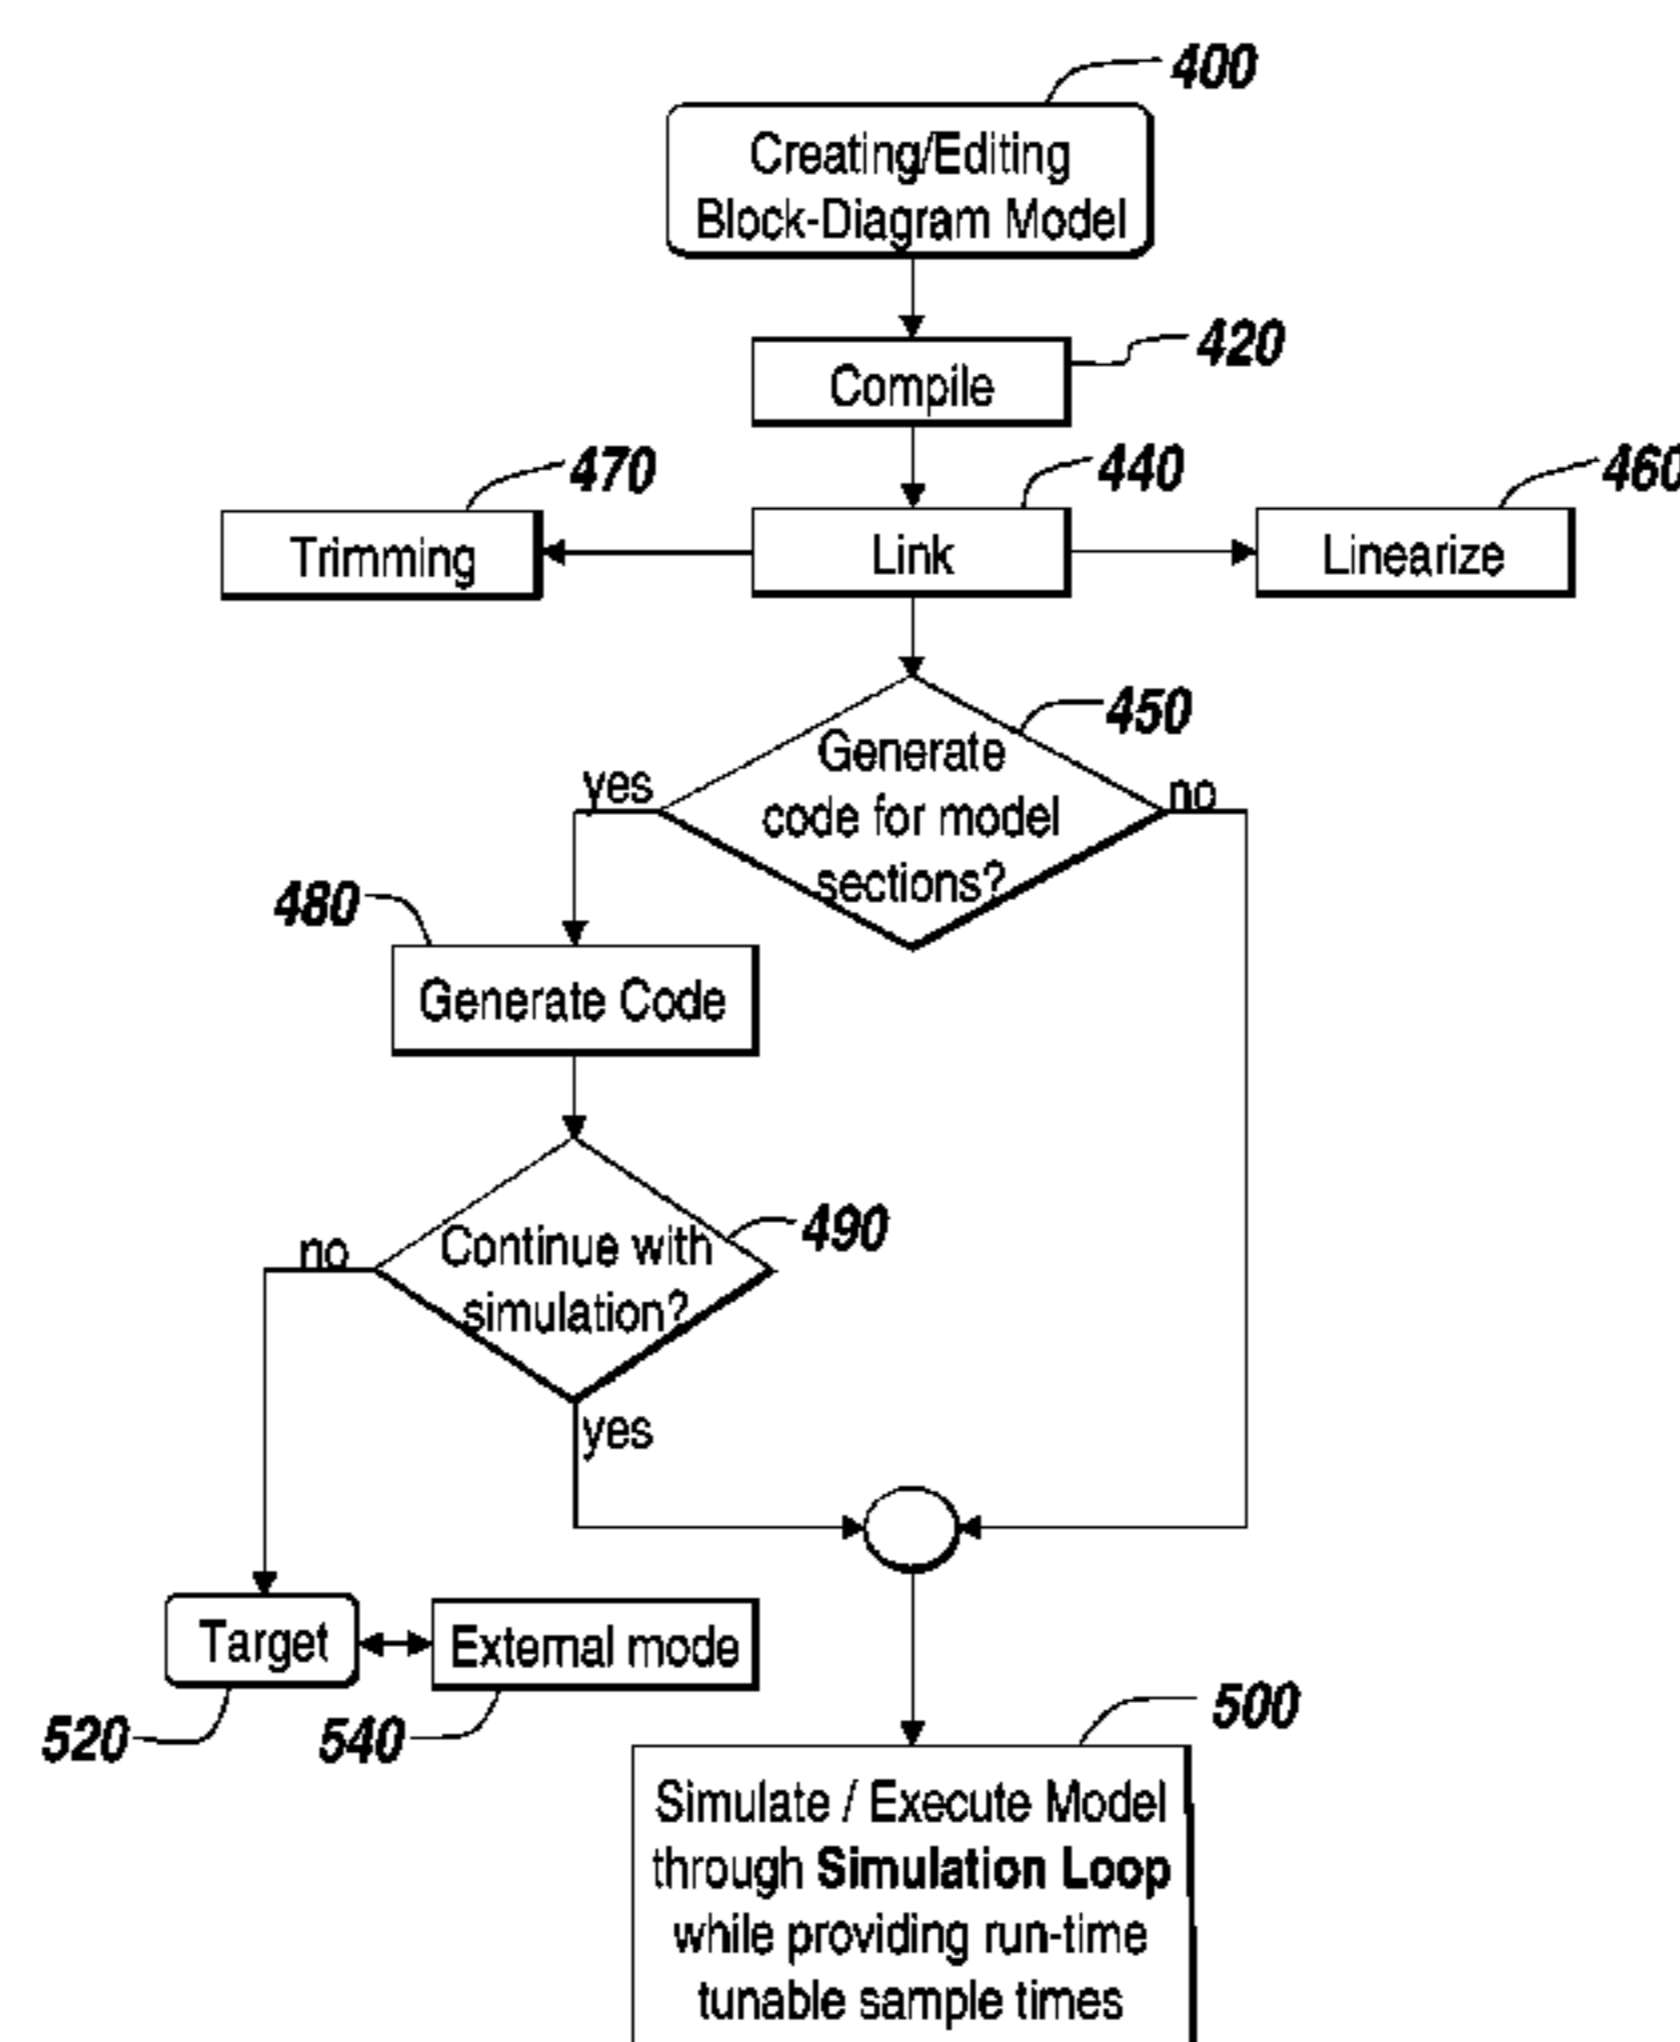 400
Creating/Editing
Block-Diagram Model
420
Compile
470
440
460
Trimming
Link
Linearize
450
Generate
code for model
sections?
yes
no
480
Generate Code
490
Continue with
simulation?
no
yes
Target
External mode
520
540
500
Simulate / Execute Model
through Simulation Loop
while providing run-time
tunable sample times